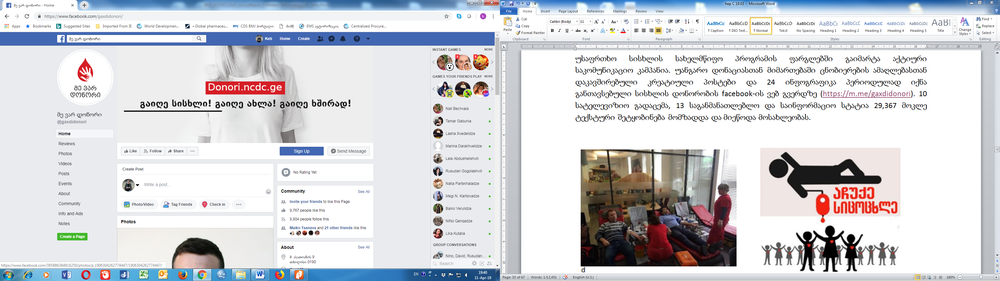 მე ვარ დონორი - Home
https://www.facebook.com/gaxdidonori/
Apps Bookmarks Suggested Sites Imported From IE World Developmen... • Global pharmaceu... BMJ CDS BMJ პორტალი მიმწ EMS ავტორიზაცია Centralized Procure...
მე ვარ დონორი
Keti Home Create
მე ვარ
დონორი
მე ვარ დონორი
@gaxdidonori
Home
Reviews
Photos
Videos
Posts
Events
About
Community
Info and Ads
Notes
Create a Page
Donori.ncdc.ge
გაიღე სისხლი! გაიღე ახლა! გაიღე ხშირად!
Like Follow Share
Sign Up Send Message
Create Post
Write a post...
Photo/Video Tag Friends Check in
Photos
No Rating Yet
Community See All
Invite your friends to like this Page
9,767 people like this
9,804 people follow this
Maiko Tsanava and 21 other friends like this
About See All
მ. ასათიანის 9
თბილისი 0190
INSTANT GAMES MORE
1 1
GAMES YOUR FRIENDS PLAY MORE
Quiz
Nail Bechvaia
Tamar Gabunia
Lasha Xvedelidze
Marina Darakhvelidze
Lela Abdushelishvili
Rusudan Gogolashvili
Natia Partskhaladze
Megi N. Kartsivadze
Baiko Verulidze
NiNo Qenqadze
Lika Kutalia
GROUP CONVERSATIONS
Nino, David, Rusudan...
Search
https://www.facebook.com/385886384816250/photos/p.1906304262774447/1906304262774447/
EN 19:40
11-Apr-19
hep C 19.03 - Microsoft Word
File Home Insert Page Layout References Mailings Review View
Paste Cut
Copy
Format Painter
Clipboard
Calibri (Body) 11
Font
Paragraph
AaBbCc AaBbCcD AaBbCcDc AaBbCcD AaBbCcDc AaBbC AaBbCc AaBbCcDc AaBbCcDc AaBbCcDc AaBl
¶ Caption ¶ DIO Text... ¶ Normal Tekst No Spacing Heading 1 Heading 2 Heading 3 Heading 4 Heading 5 Title
Styles
Change
Styles
Find
Replace
Select
Editing
უსაფრთხო სისხლის სახელმწიფო პროგრამის ფარგლებში გაიმარტა აქტიური
საკომუნიკაციო კამპანია. უანგარო დონაციასთან მიმართებაში ცნობიერების ამაღლებასთან
დაკავშირებული კრეატიული პოსტები და 24 ინფოგრაფიკა პერიოდულად იქნა
განთავსებული სისხლის დონორობის facebook-ის ვებ გვერდზე (https://m.me/gaxdidonori). 10
სატელევიზიო გადაცემა, 13 საგანმანათლებლო და საინფორმაციო სტატია 29,367 მოკლე
ტექსტური შეტყობინება მომზადდა და მიეწოდა მოსახლეობას.
აჩუქე
სიცოცხლე
d
Page: 33 of 67 Words: 1/12,451 English (U.S.) 180%